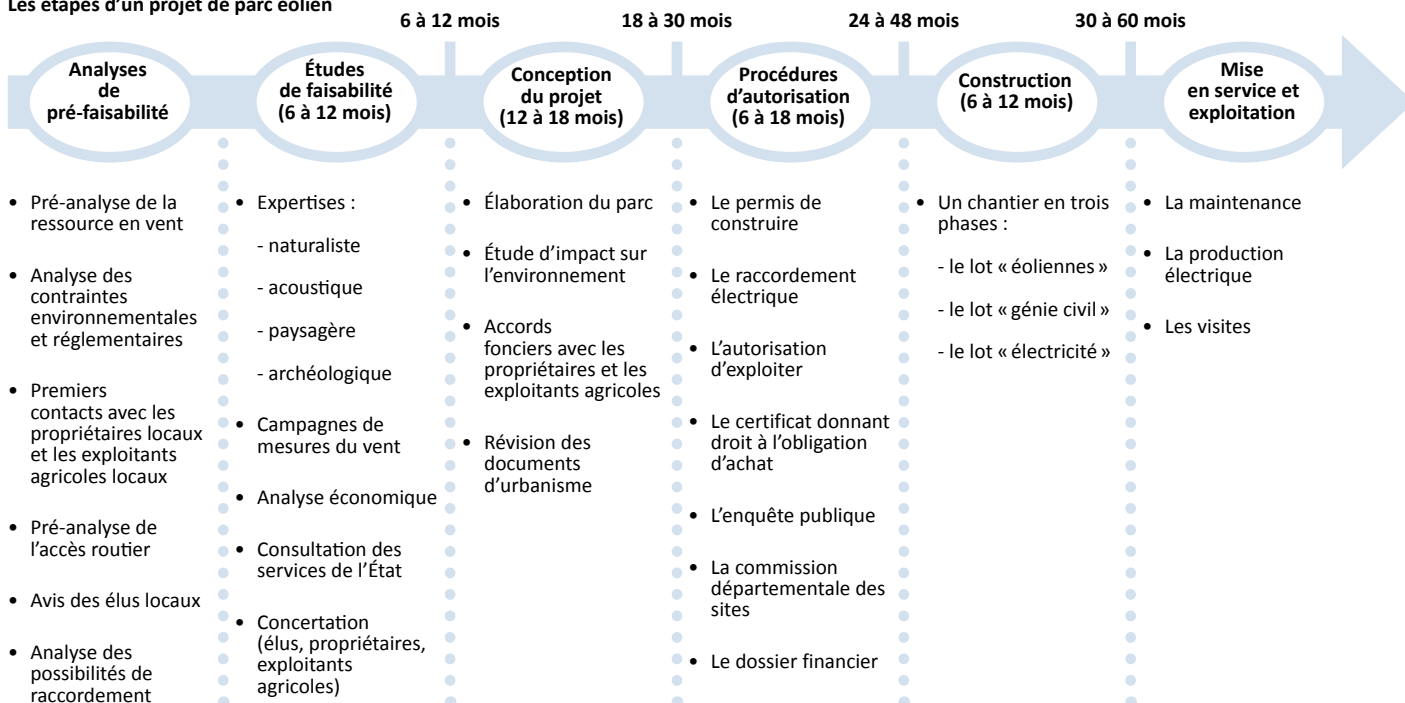 Les étapes d'un projet de parc éolien
6 à 12 mois
18 à 30 mois
24 à 48 mois
30 à 60 mois
Analyses
de
pré-faisabilité
Études
de faisabilité
(6 à 12 mois)
Conception
du projet
(12 à 18 mois)
Procédures
d'autorisation
(6 à 18 mois)
Construction
(6 à 12 mois)
Mise
en service et
exploitation
• Pré-analyse de la
ressource en vent
• Analyse des
contraintes
environnementales
et réglementaires
• Premiers
contacts avec les
propriétaires locaux
et les exploitants
agricoles locaux
• Pré-analyse de
l'accès routier
• Avis des élus locaux
• Analyse des
possibilités de
raccordement
• Expertises :
- naturaliste
- acoustique
- paysagère
- archéologique
• Campagnes de
mesures du vent
• Analyse économique
• Consultation des
services de l'État
• Concertation
(élus, propriétaires,
exploitants
agricoles)
• Élaboration du parc
• Étude d'impact sur
l'environnement
• Accords
fonciers avec les
propriétaires et les
exploitants agricoles
• Révision des
documents
d'urbanisme
• Le permis de
construire
• Le raccordement
électrique
• L'autorisation
d'exploiter
• Le certificat donnant
droit à l'obligation
d'achat
• L'enquête publique
• La commission
départementale des
sites
• Le dossier financier
• Un chantier en trois
phases :
- le lot « éoliennes »
- le lot « génie civil »
- le lot « électricité »
• La maintenance
• La production
électrique
• Les visites